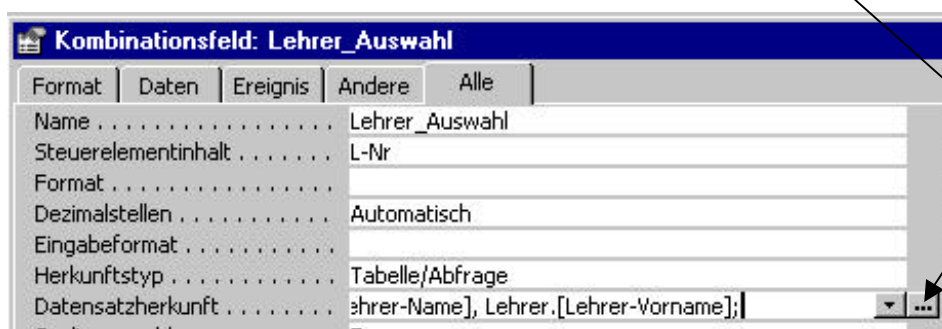 Kombinationsfeld: Lehrer_Auswahl
Format Daten Ereignis Andere Alle
Name . . . . . . . . . . . . . . . . . Lehrer_Auswahl
Steuerelementinhalt . . . . . . . L-Nr
Format . . . . . . . . . . . . . . . .
Dezimalstellen . . . . . . . . . . . Automatisch
Eingabeformat . . . . . . . . . . .
Herkunftstyp . . . . . . . . . . . . Tabelle/Abfrage
Datensatzherkunft . . . . . . . . ehrer-Name], Lehrer.[Lehrer-Vorname]; ...